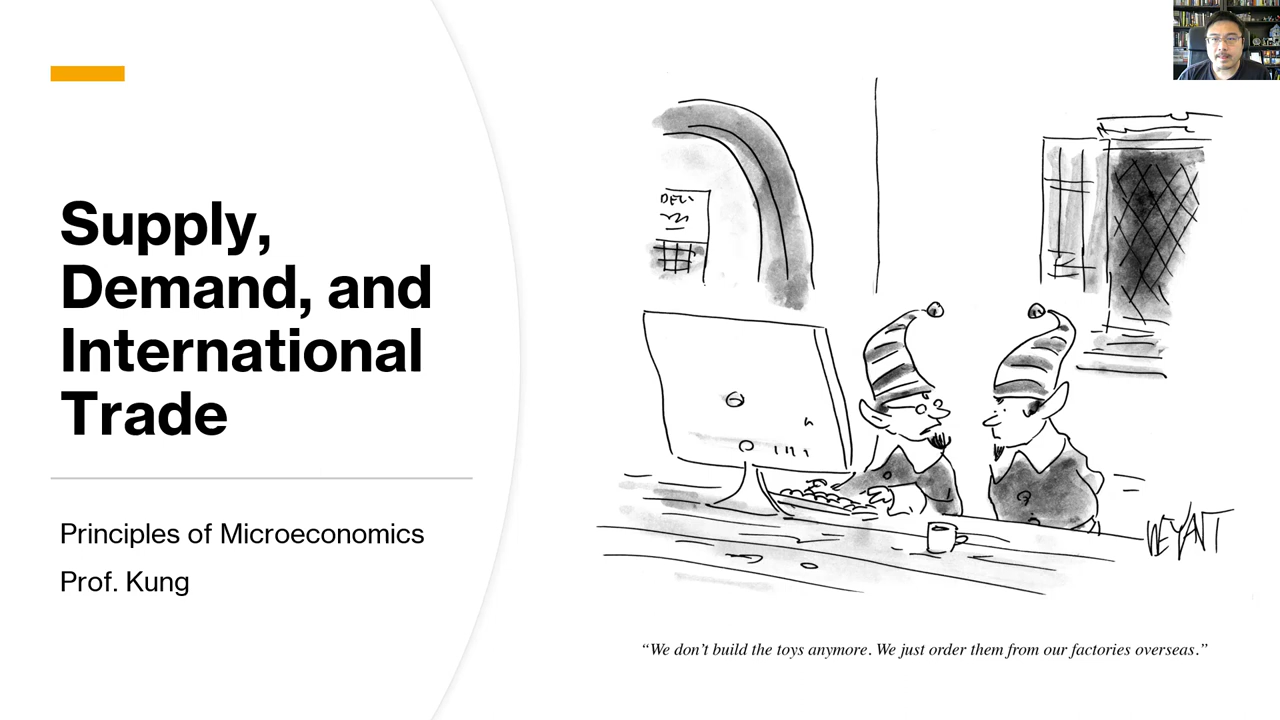 Supply,
Demand, and
International
Trade
Principles of Microeconomics
Prof. Kung
DELI
WEYANT
“We don’t build the toys anymore. We just order them from our factories overseas.”